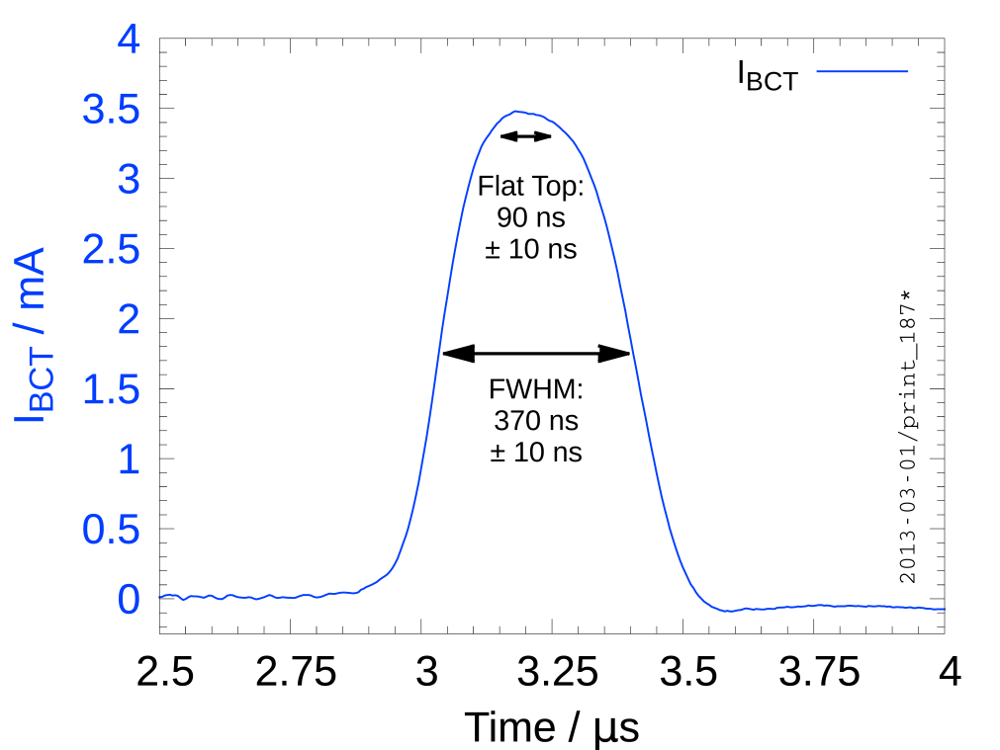 I_BCT / mA
4
3.5
3
2.5
2
1.5
1
0.5
0
I_BCT
Flat Top:
90 ns
± 10 ns
FWHM:
370 ns
± 10 ns
2013-03-01/print_187*
2.5 2.75 3 3.25 3.5 3.75 4
Time / µs